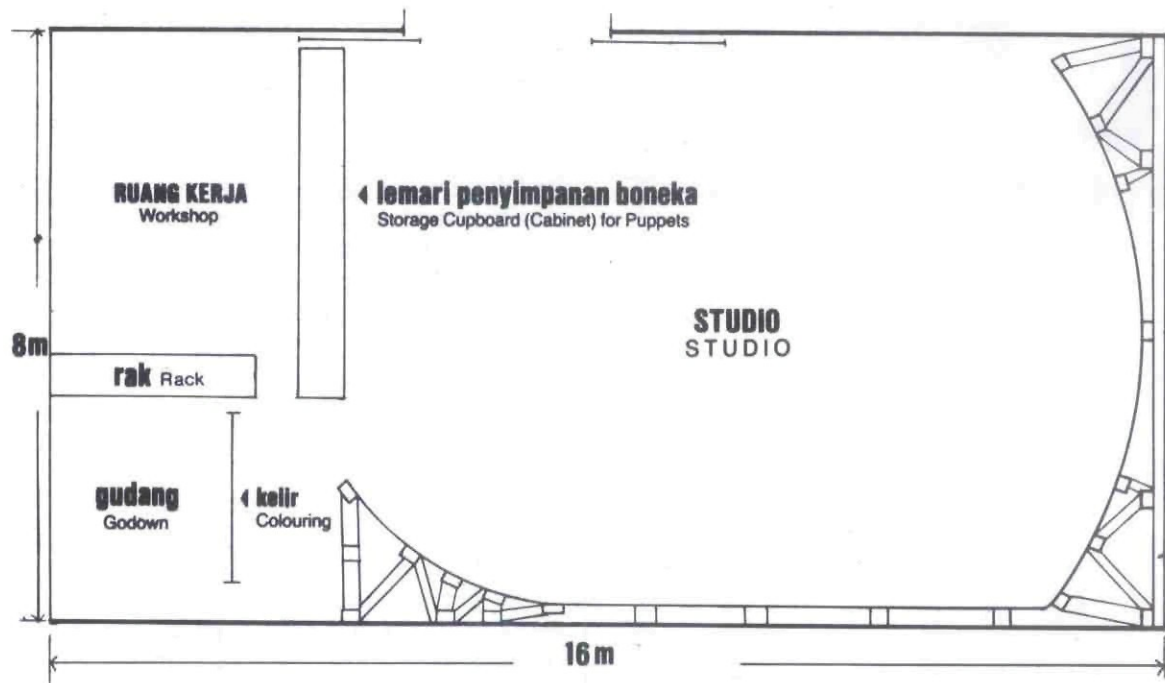 RUANG KERJA
Workshop
lemari penyimpanan boneka
Storage Cupboard (Cabinet) for Puppets
STUDIO
STUDIO
8m
rak Rack
gudang
Godown
kelir
Colouring
16 m